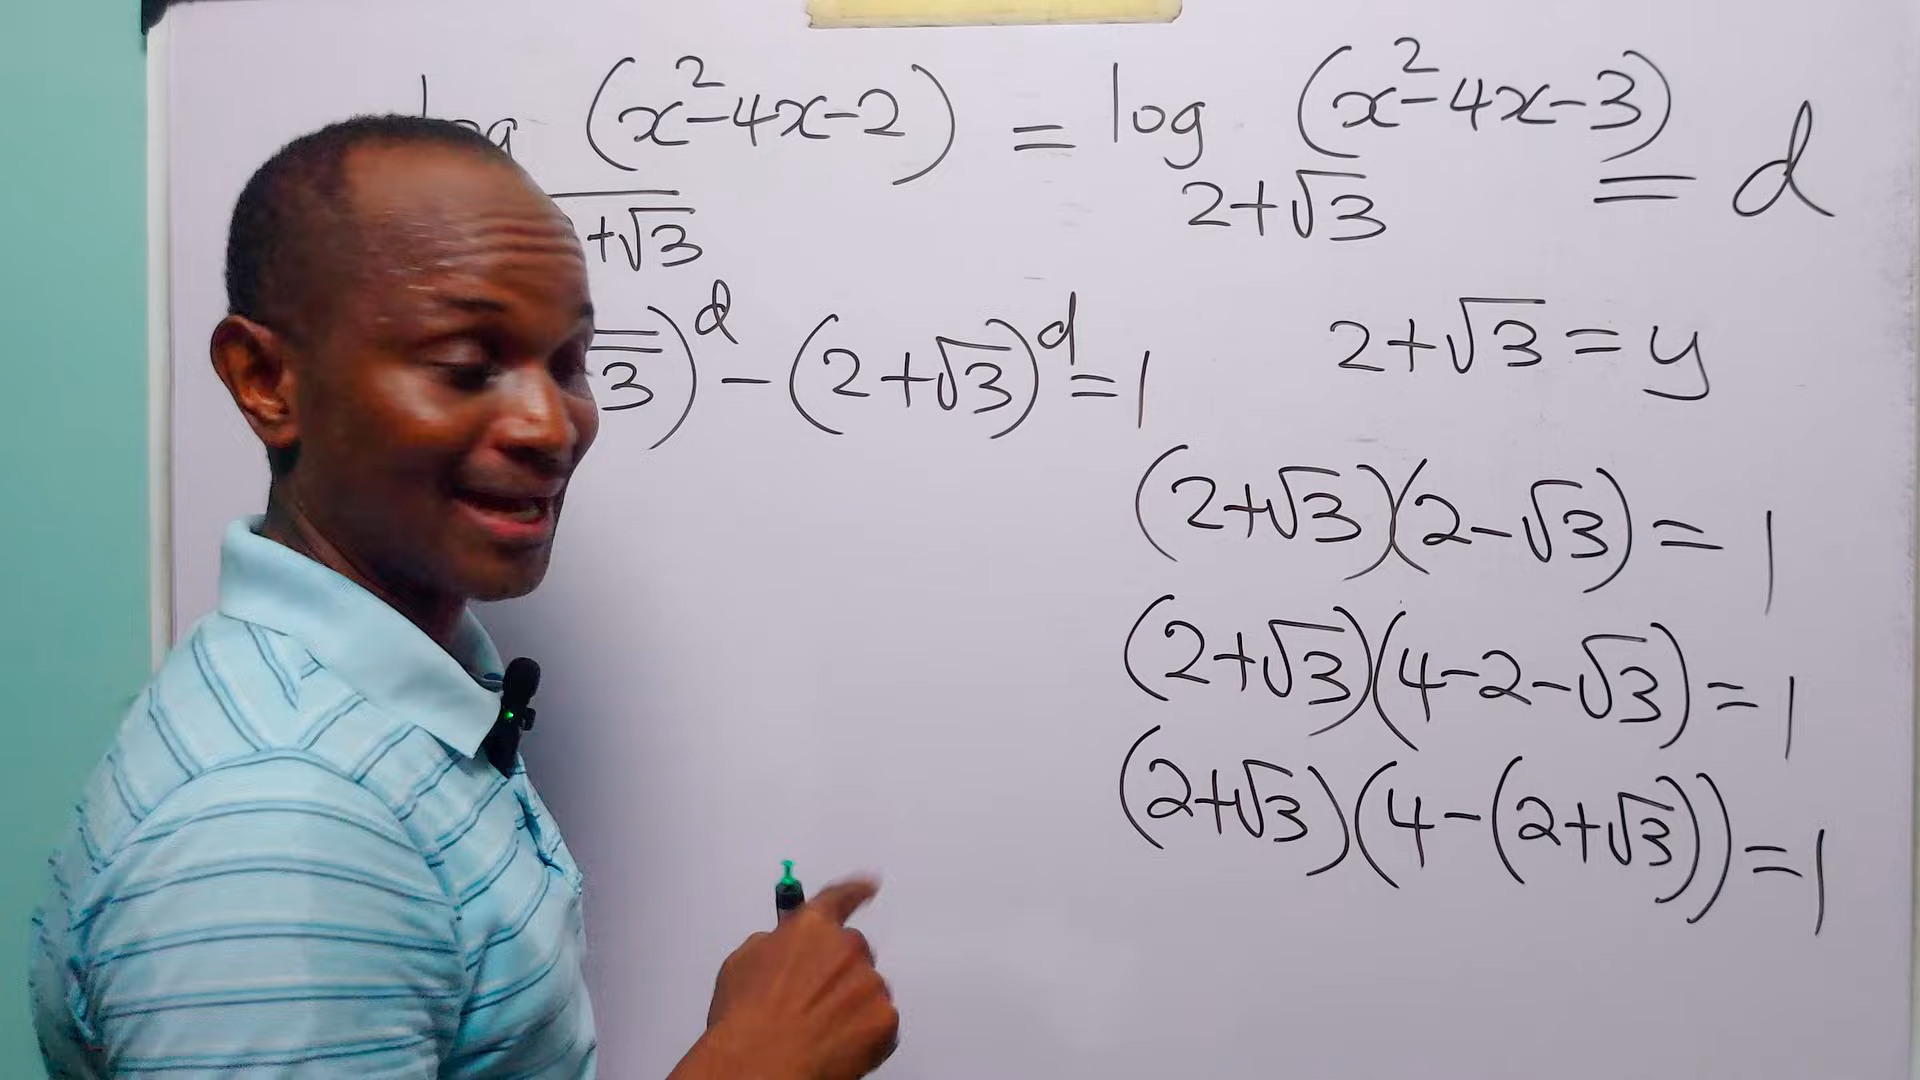 log (x²-4x-2) = log (x²-4x-3) = d
+√3 2+√3
3)ᵈ - (2+√3)ᵈ = 1
2+√3 = y
(2+√3)(2-√3) = 1
(2+√3)(4-2-√3) = 1
(2+√3)(4-(2+√3)) = 1